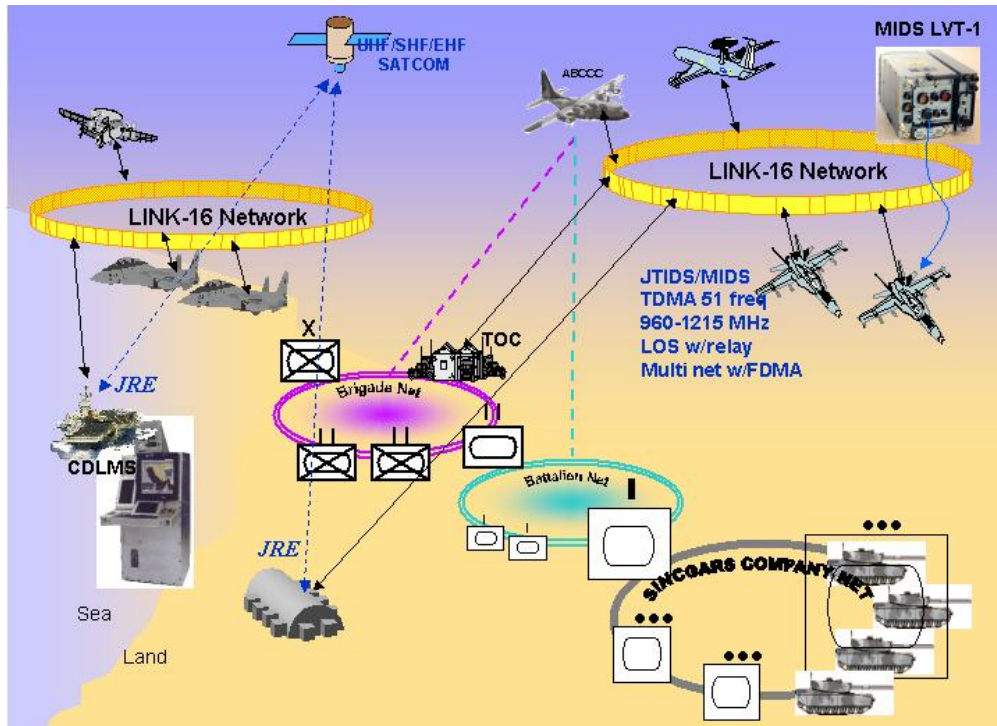 MIDS LVT-1
UHF/SHF/EHF
SATCOM
ABCCC
LINK-16 Network
LINK-16 Network
JTIDS/MIDS
TDMA 51 freq
960-1215 MHz
LOS w/relay
Multi net w/FDMA
X
TOC
JRE
Brigade Net
CDLMS
Battalion Net
JRE
SINCGARS COMPANY NET
Sea
Land